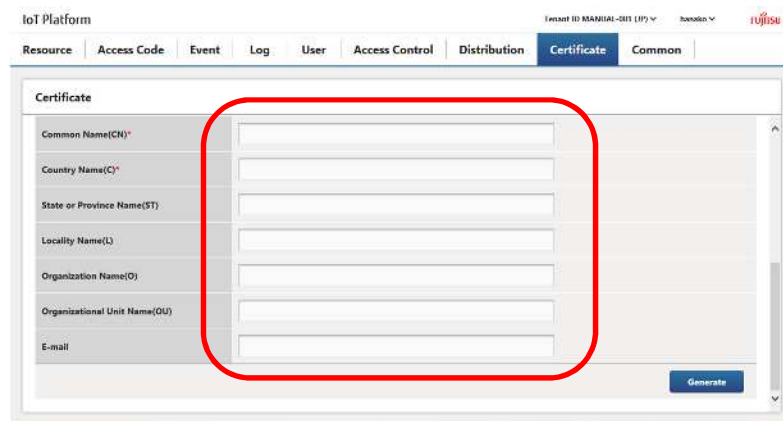 IoT Platform
Tenant ID MANUAL-001 (JP) hanako FUJITSU
Resource Access Code Event Log User Access Control Distribution Certificate Common
Certificate
Common Name(CN)*
Country Name(C)*
State or Province Name(ST)
Locality Name(L)
Organization Name(O)
Organizational Unit Name(OU)
E-mail
Generate